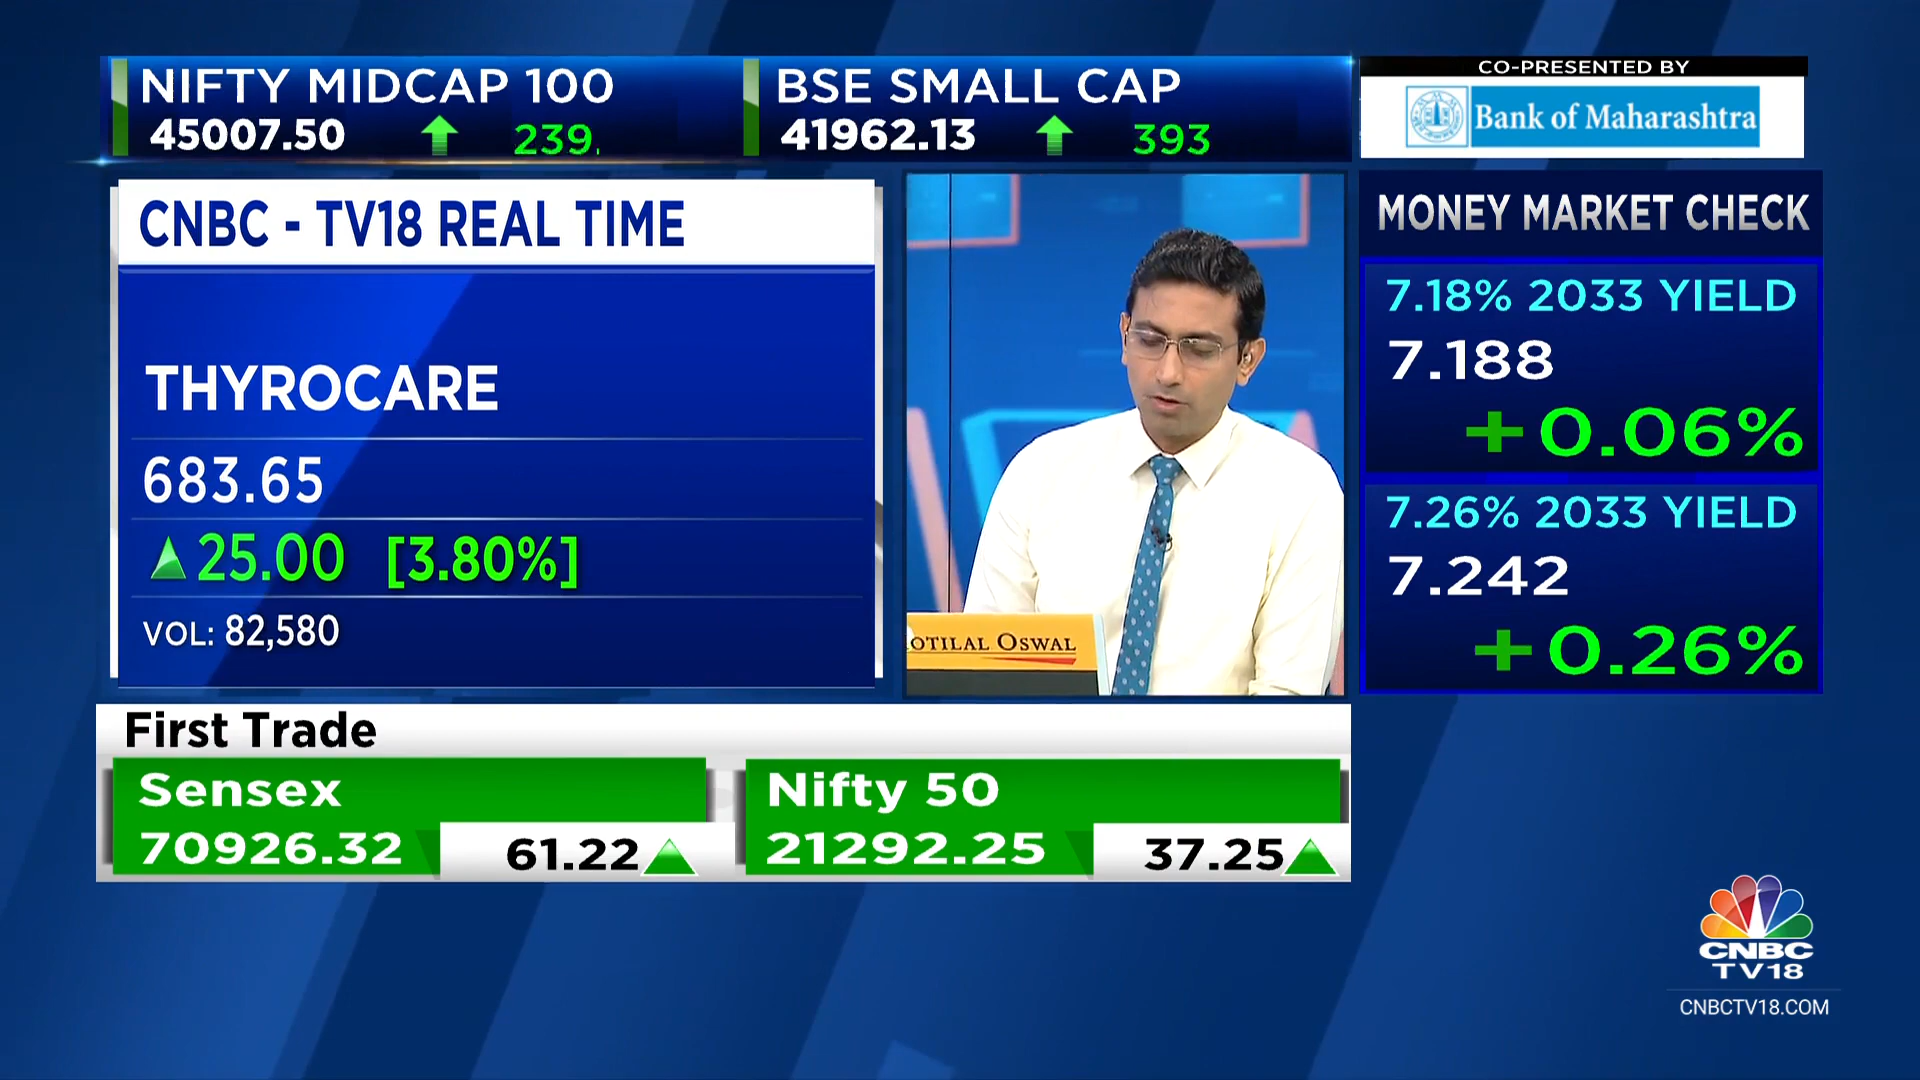 NIFTY MIDCAP 100
45007.50 239.
BSE SMALL CAP
41962.13 393
CO-PRESENTED BY
Bank of Maharashtra
CNBC - TV18 REAL TIME
THYROCARE
683.65
25.00 [3.80%]
VOL: 82,580
OTILAL OSWAL
MONEY MARKET CHECK
7.18% 2033 YIELD
7.188
+0.06%
7.26% 2033 YIELD
7.242
+0.26%
First Trade
Sensex
70926.32 61.22
Nifty 50
21292.25 37.25
CNBC
TV18
CNBCTV18.COM